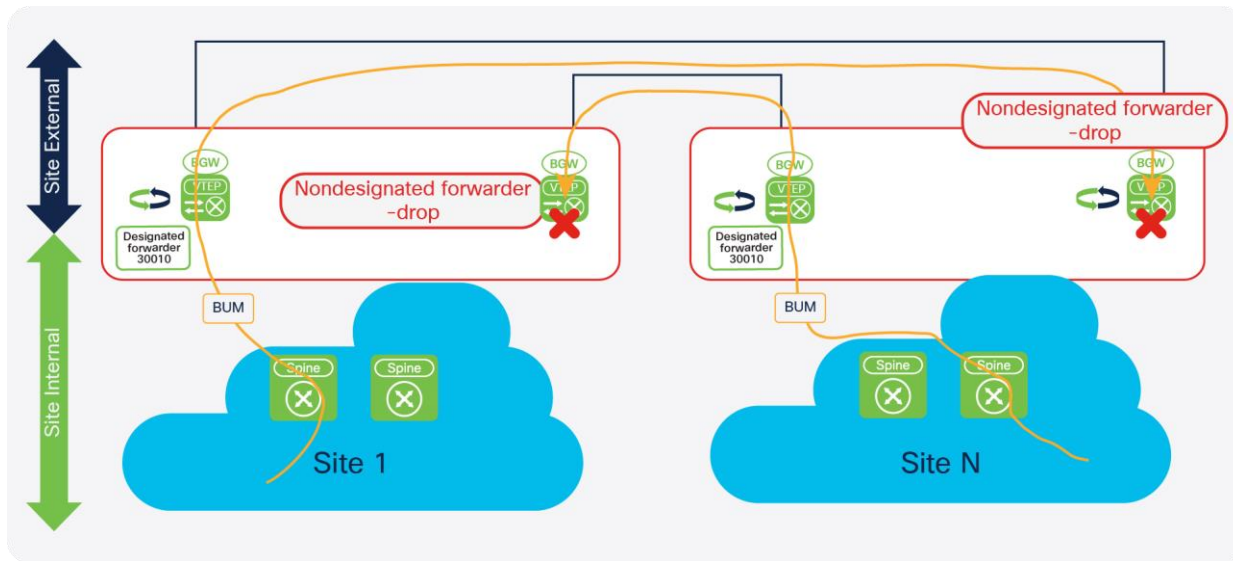 Site External
Site Internal
Nondesignated forwarder
-drop
BGW
VTEP
Designated
forwarder
30010
Nondesignated forwarder
-drop
BGW
VTEP
BGW
VTEP
Designated
forwarder
30010
BGW
VTEP
BUM
BUM
Spine
Spine
Spine
Spine
Site 1
Site N